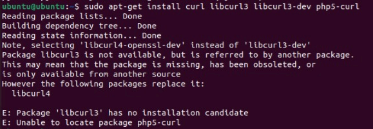 ubuntu@ubuntu:~$ sudo apt-get install curl libcurl3 libcurl3-dev php5-curl
Reading package lists... Done
Building dependency tree... Done
Reading state information... Done
Note, selecting 'libcurl4-openssl-dev' instead of 'libcurl3-dev'
Package libcurl3 is not available, but is referred to by another package.
This may mean that the package is missing, has been obsoleted, or
is only available from another source
However the following packages replace it:
  libcurl4

E: Package 'libcurl3' has no installation candidate
E: Unable to locate package php5-curl